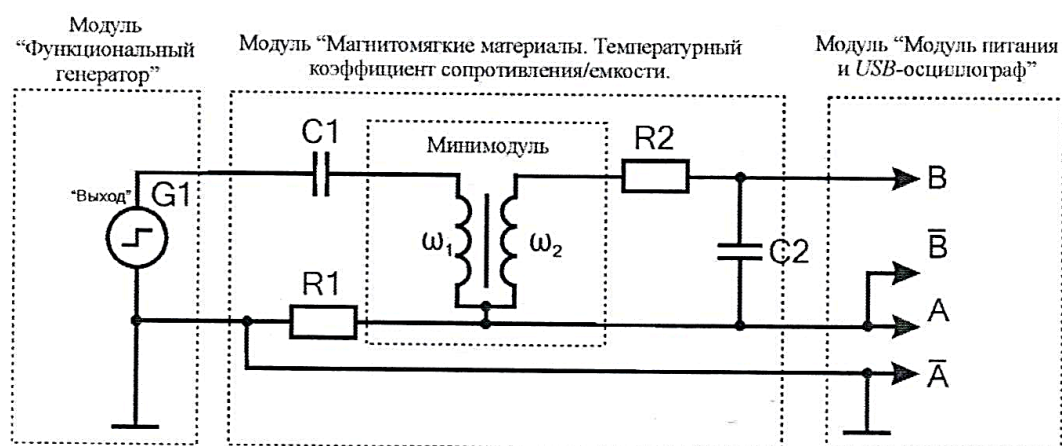 Модуль
“Функциональный
генератор”
Модуль “Магнитомягкие материалы. Температурный
коэффициент сопротивления/емкости.
Модуль “Модуль питания
и USB-осциллограф”
C1
Минимодуль
R2
B
“Выход”
G1
ω1
ω2
C2
B̅
R1
A
A̅